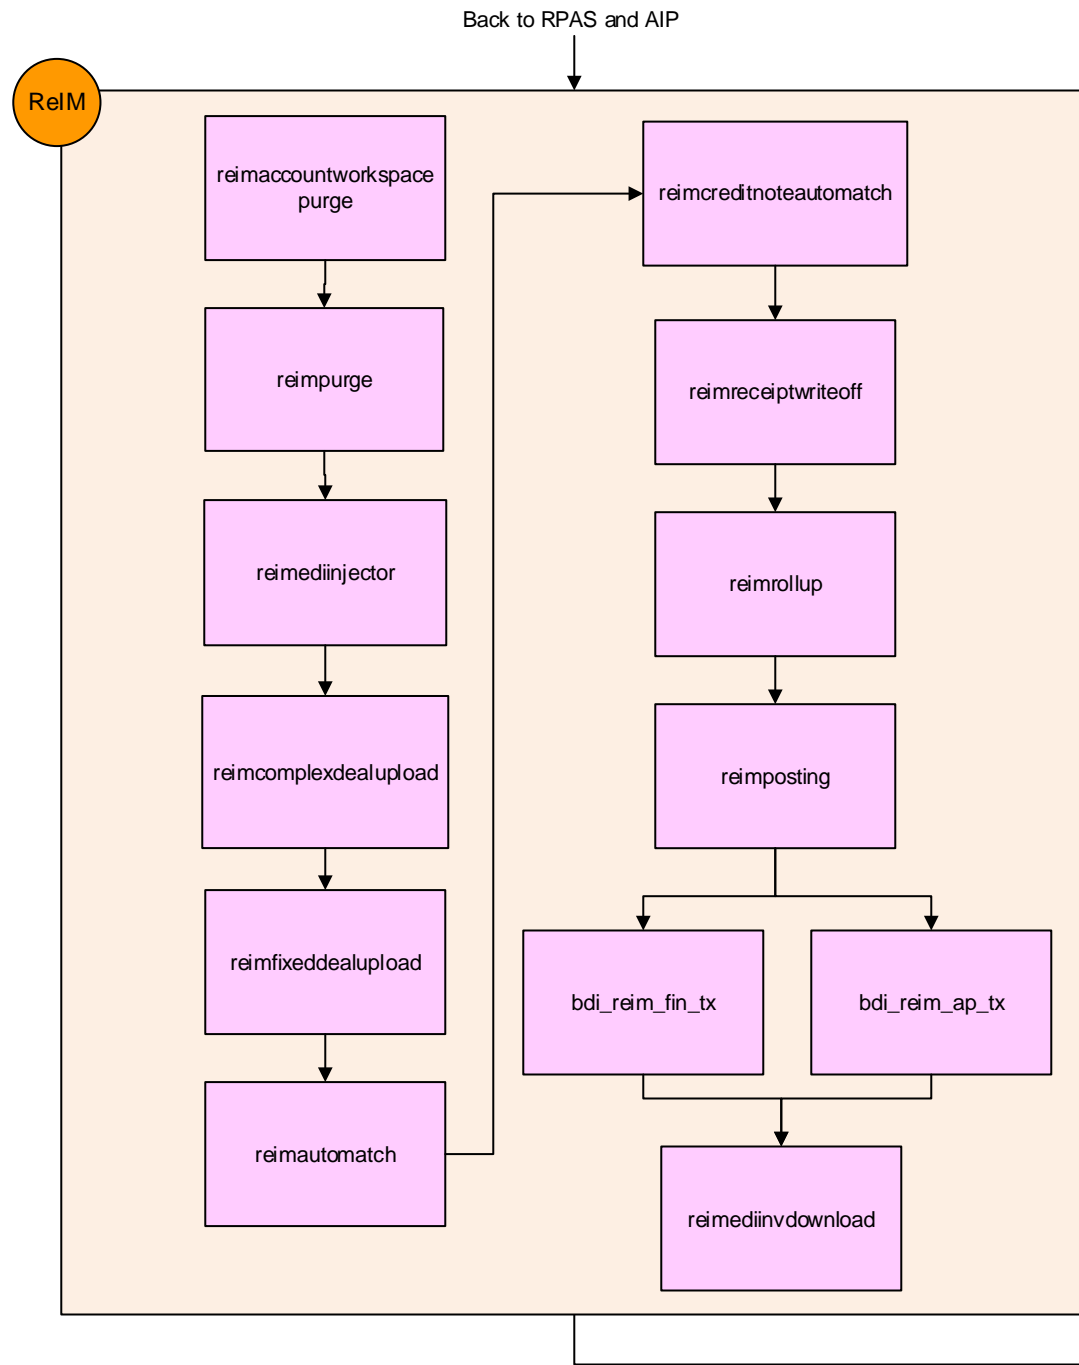 Back to RPAS and AIP
ReIM
reimaccountworkspace
purge
reimpurge
reimediinjector
reimcomplexdealupload
reimfixeddealupload
reimautomatch
reimcreditnoteautomatch
reimreceiptwriteoff
reimrollup
reimposting
bdi_reim_fin_tx
bdi_reim_ap_tx
reimediinvdownload